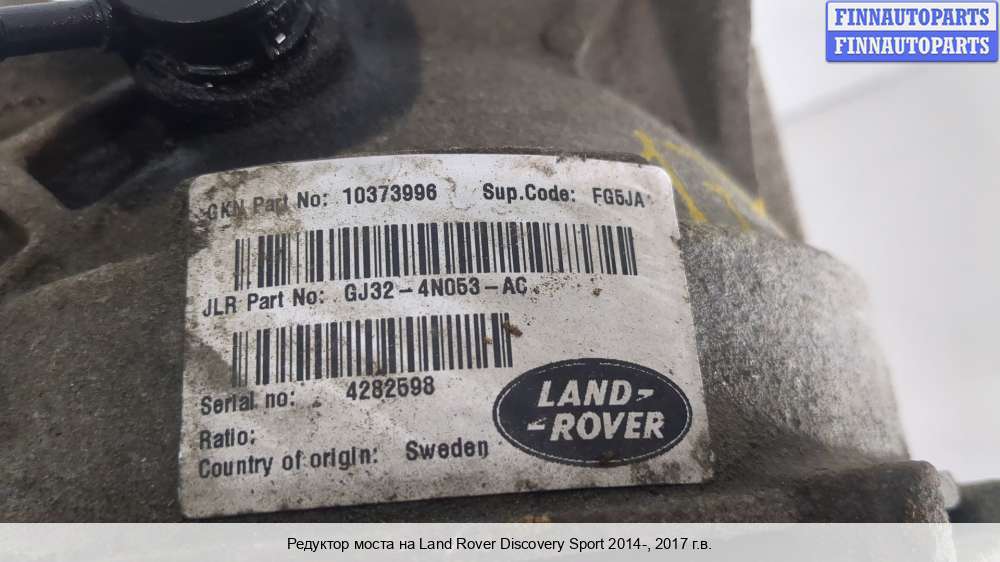 FINNAUTOPARTS
FINNAUTOPARTS
GKN Part No: 10373996 Sup.Code: FG5JA
JLR Part No: GJ32-4N053-AC
Serial no: 4282598
Ratio:
Country of origin: Sweden
LAND-
-ROVER
Редуктор моста на Land Rover Discovery Sport 2014-, 2017 г.в.